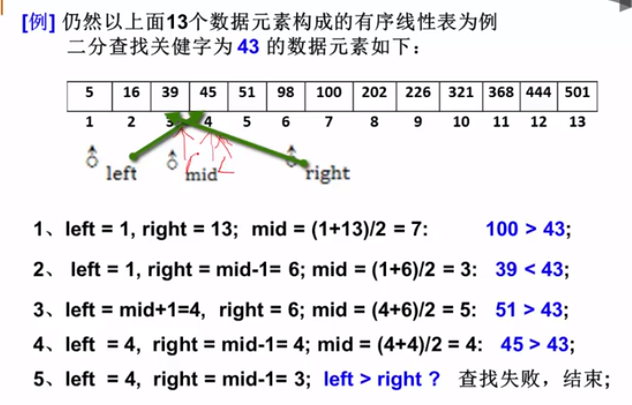 [例] 仍然以上面13个数据元素构成的有序线性表为例
二分查找关健字为 43 的数据元素如下：
5 16 39 45 51 98 100 202 226 321 368 444 501
1 2 3 4 5 6 7 8 9 10 11 12 13
left mid right
1、left = 1, right = 13; mid = (1+13)/2 = 7: 100 > 43;
2、 left = 1, right = mid-1= 6; mid = (1+6)/2 = 3: 39 < 43;
3、left = mid+1=4, right = 6; mid = (4+6)/2 = 5: 51 > 43;
4、left = 4, right = mid-1= 4; mid = (4+4)/2 = 4: 45 > 43;
5、left = 4, right = mid-1= 3; left > right ? 查找失败，结束；